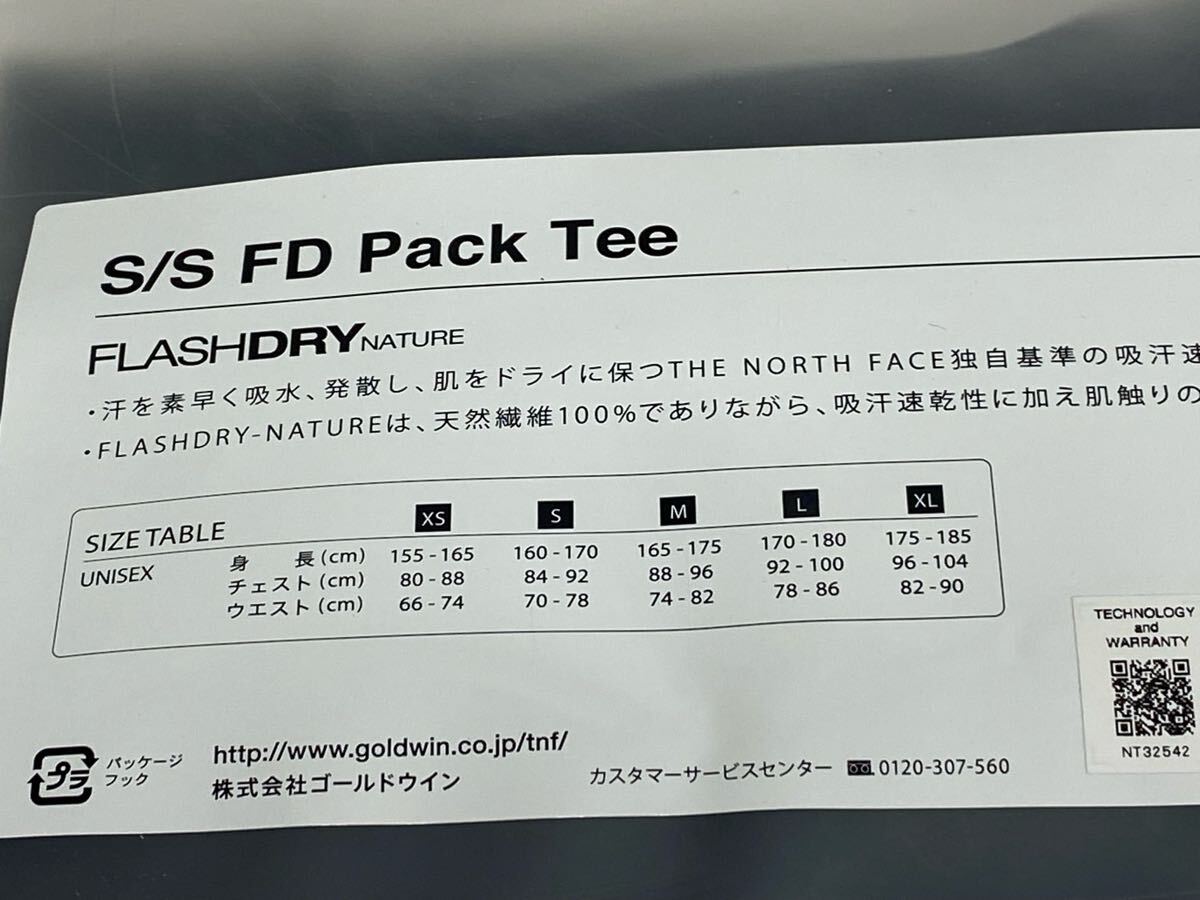 S/S FD Pack Tee
FLASHDRY NATURE
・汗を素早く吸水、発散し、肌をドライに保つTHE NORTH FACE独自基準の吸汗速
・FLASHDRY-NATUREは、天然繊維100%でありながら、吸汗速乾性に加え肌触りの
SIZE TABLE XS S M L XL
UNISEX 身 長(cm) 155-165 160-170 165-175 170-180 175-185
チェスト(cm) 80-88 84-92 88-96 92-100 96-104
ウエスト(cm) 66-74 70-78 74-82 78-86 82-90
TECHNOLOGY
and
WARRANTY
NT32542
プラ
パッケージ
フック
http://www.goldwin.co.jp/tnf/
株式会社ゴールドウイン
カスタマーサービスセンター 0120-307-560